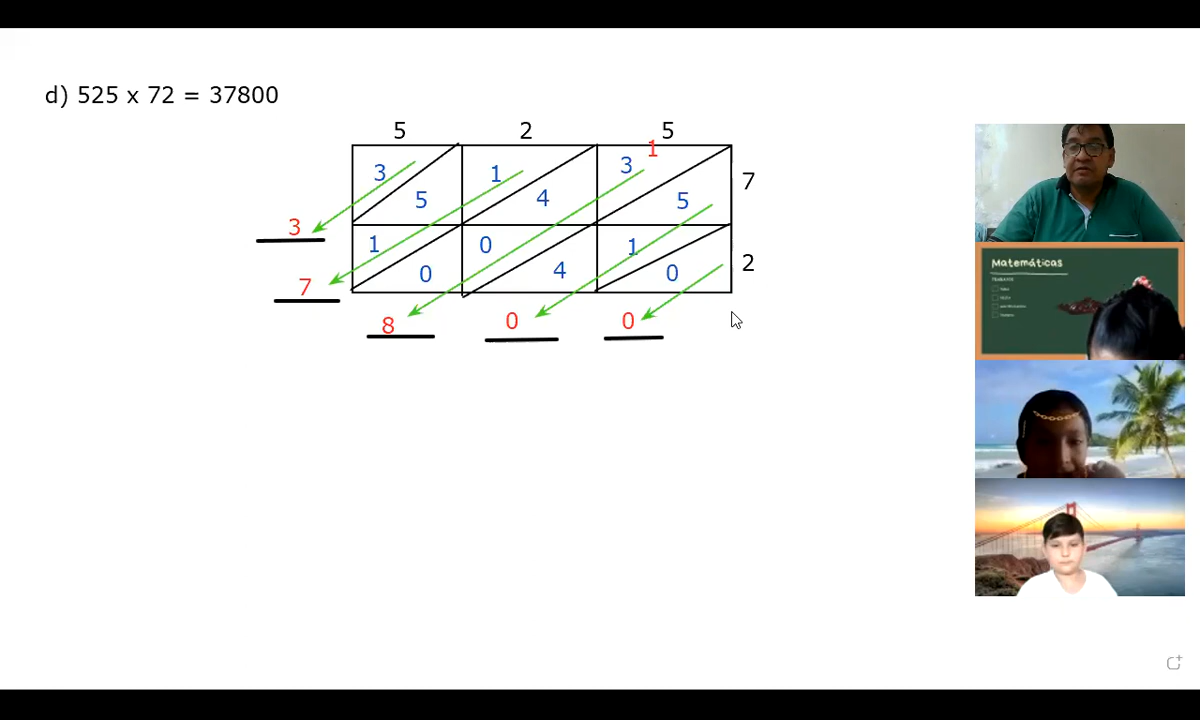 d) 525 x 72 = 37800
5 2 5
1
3 1 3 7
5 4 5
3
1 0 1 2
0 4 0
7
8 0 0
Matemáticas